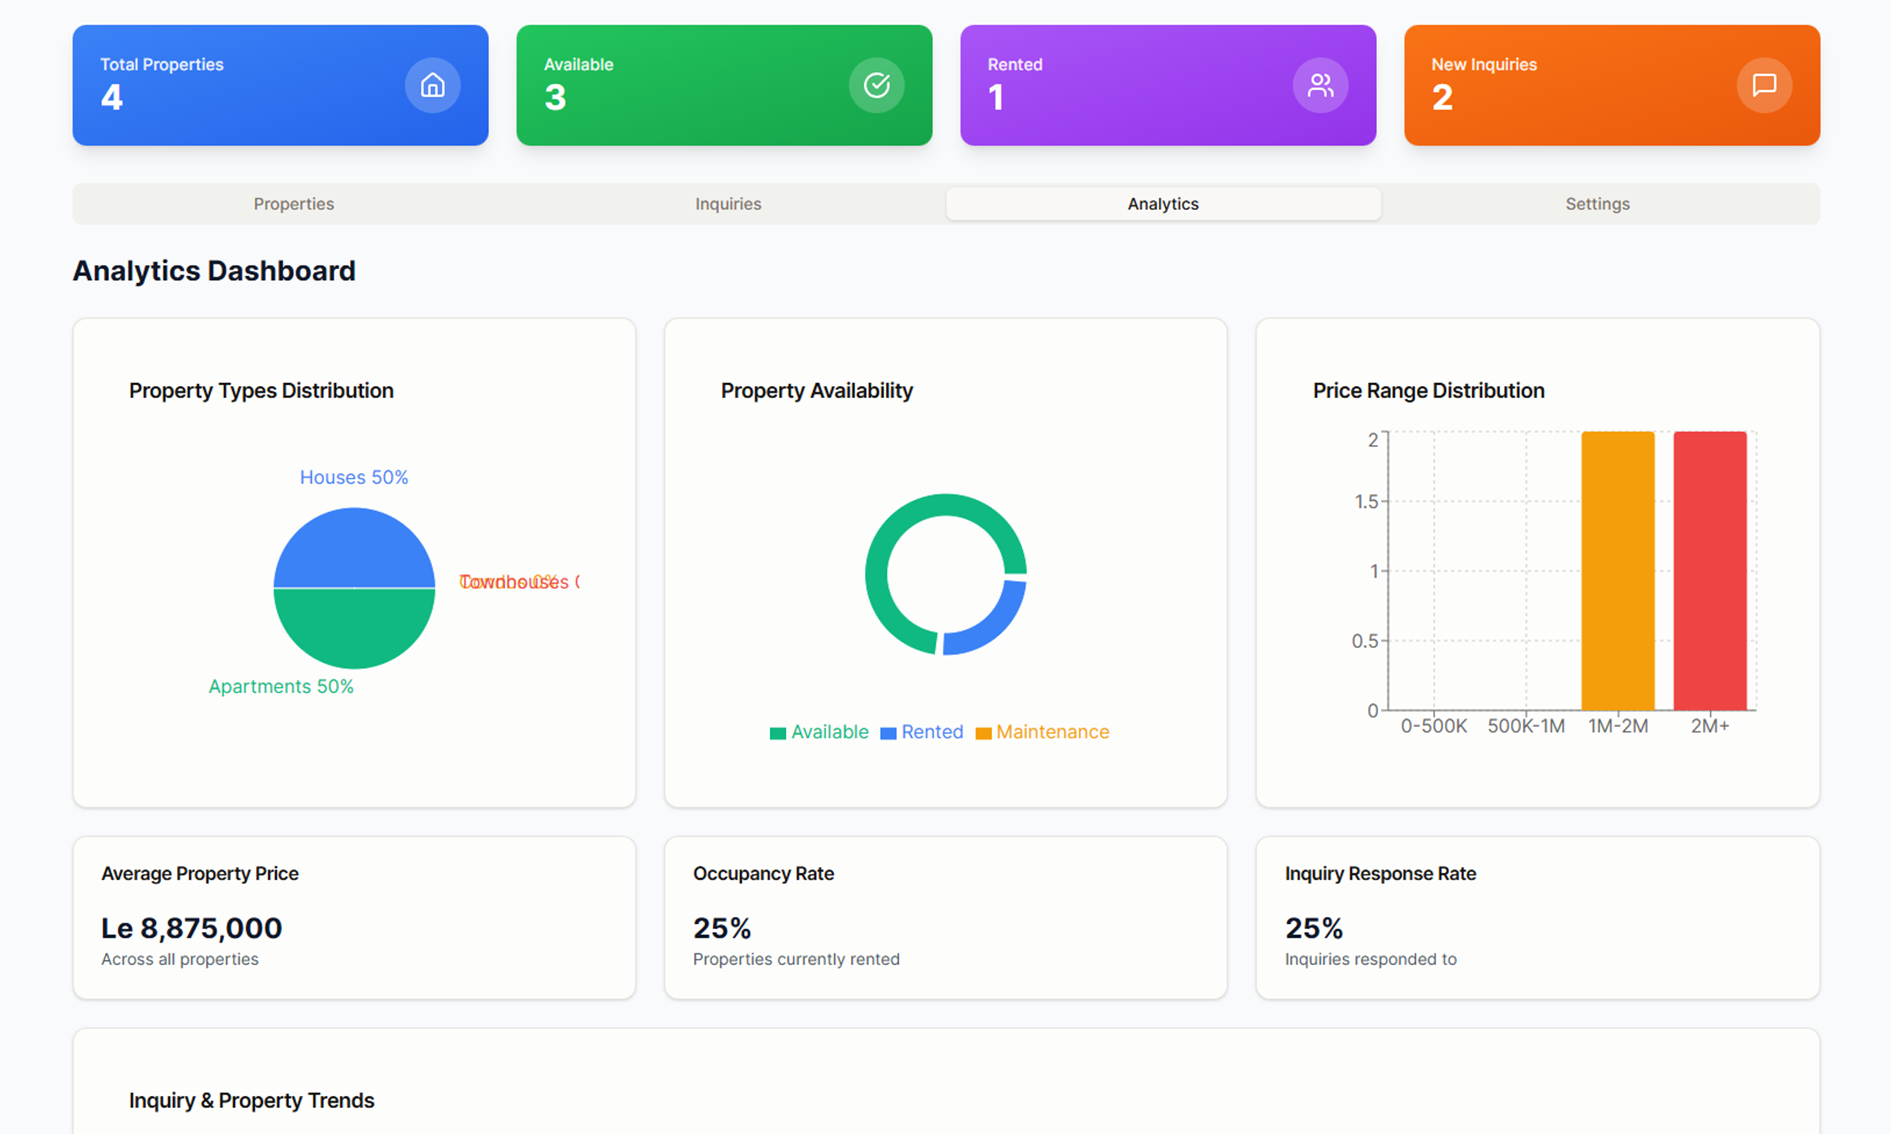 Total Properties
4
Available
3
Rented
1
New Inquiries
2
Properties
Inquiries
Analytics
Settings
Analytics Dashboard
Property Types Distribution
Houses 50%
Townhouses
Apartments 50%
Property Availability
Available
Rented
Maintenance
Price Range Distribution
2
1.5
1
0.5
0
0-500K
500K-1M
1M-2M
2M+
Average Property Price
Le 8,875,000
Across all properties
Occupancy Rate
25%
Properties currently rented
Inquiry Response Rate
25%
Inquiries responded to
Inquiry & Property Trends